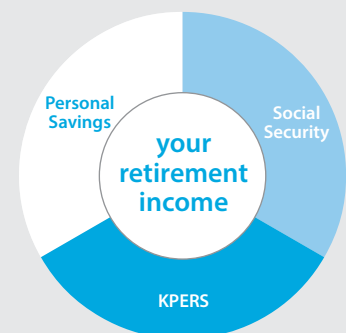 Personal
Savings
Social
Security
your
retirement
income
KPERS